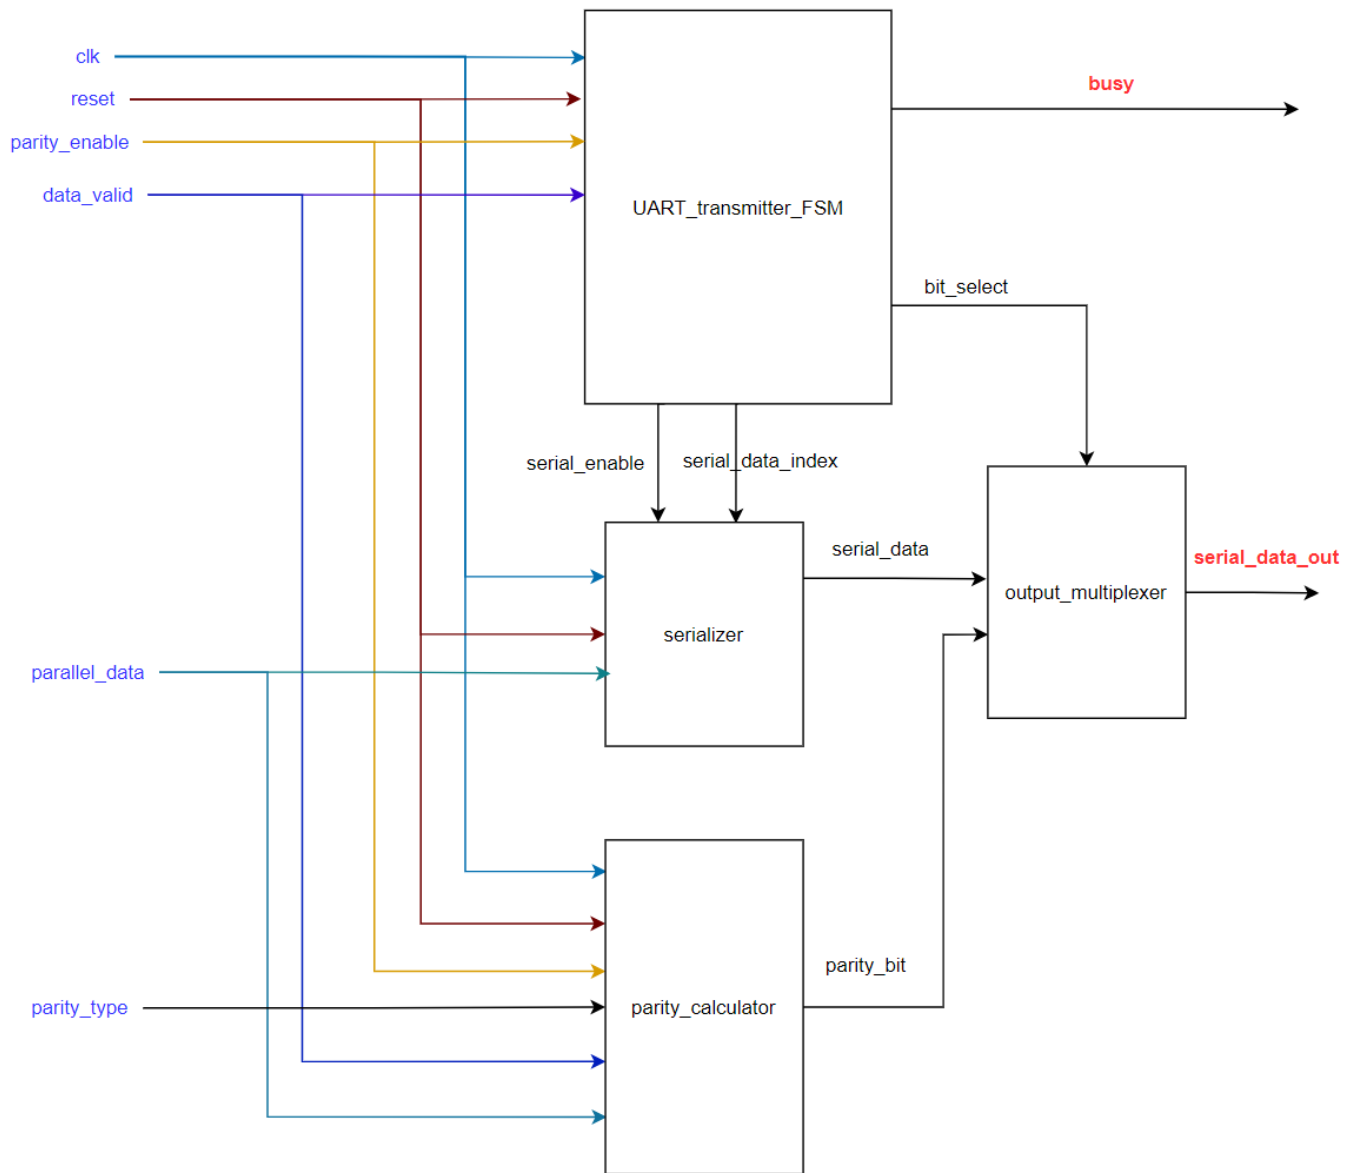 clk
reset
parity_enable
data_valid
busy
UART_transmitter_FSM
bit_select
serial_enable
serial_data_index
serial_data
serial_data_out
output_multiplexer
serializer
parallel_data
parity_bit
parity_type
parity_calculator